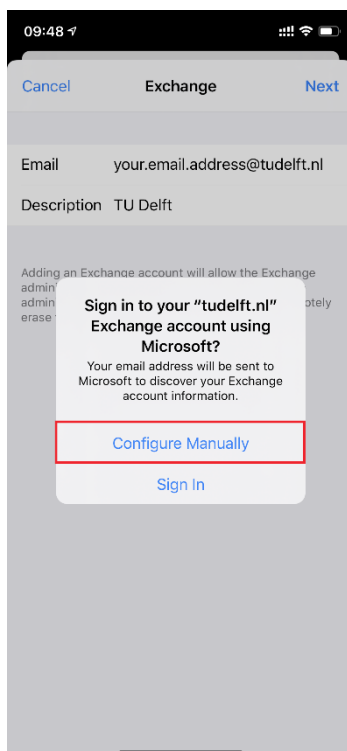 09:48
Cancel Exchange Next
Email your.email.address@tudelft.nl
Description TU Delft
Adding an Exchange account will allow the Exchange
admin
admin otely
erase
Sign in to your “tudelft.nl”
Exchange account using
Microsoft?
Your email address will be sent to
Microsoft to discover your Exchange
account information.
Configure Manually
Sign In